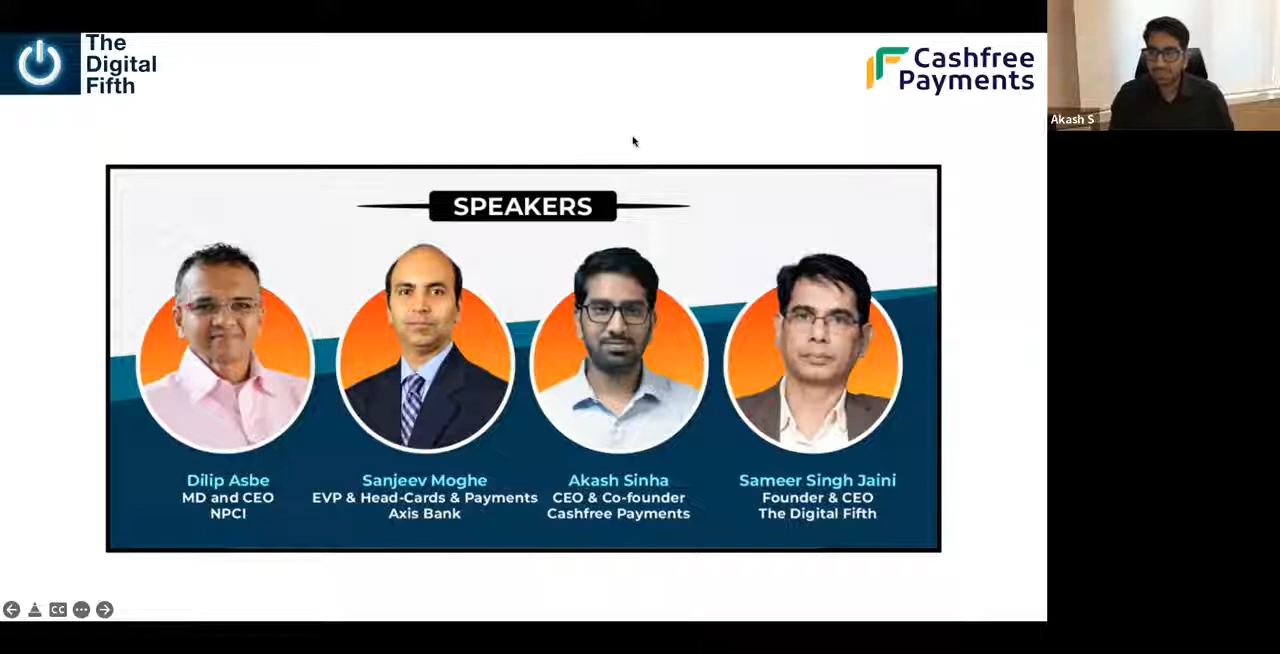 The
Digital
Fifth
Cashfree
Payments
Akash S
SPEAKERS
Dilip Asbe
MD and CEO
NPCI
Sanjeev Moghe
EVP & Head-Cards & Payments
Axis Bank
Akash Sinha
CEO & Co-founder
Cashfree Payments
Sameer Singh Jaini
Founder & CEO
The Digital Fifth
CC